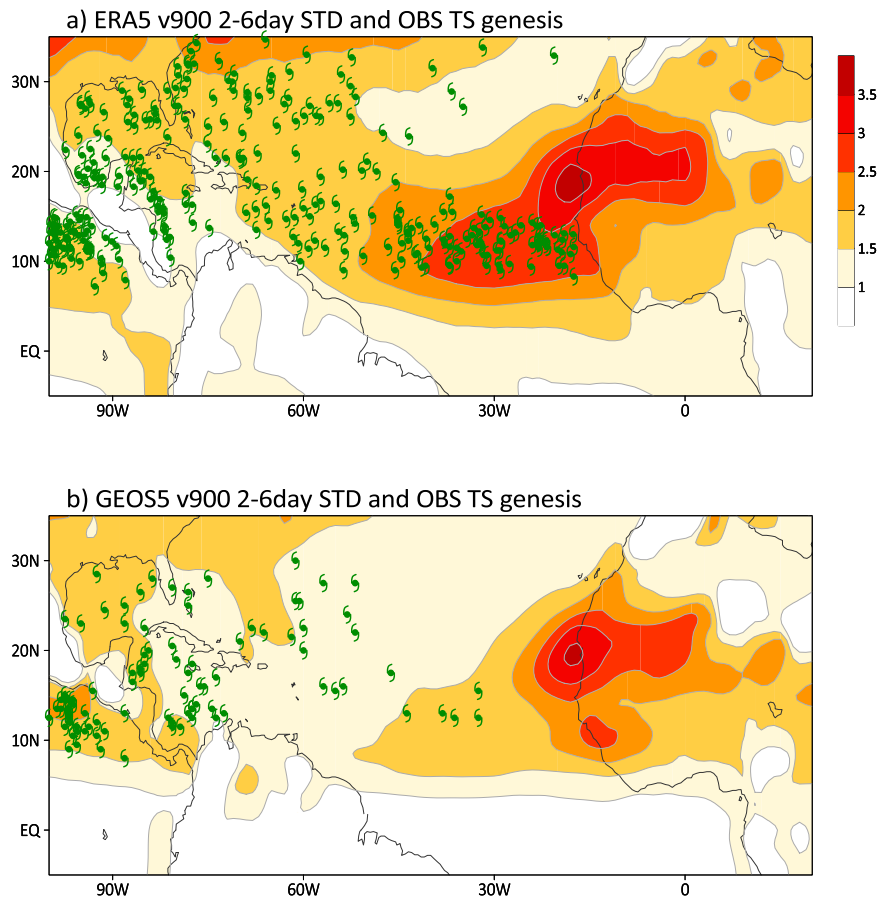 a) ERA5 v900 2-6day STD and OBS TS genesis
30N
20N
10N
EQ
90W
60W
30W
0
3.5
3
2.5
2
1.5
1
b) GEOS5 v900 2-6day STD and OBS TS genesis
30N
20N
10N
EQ
90W
60W
30W
0